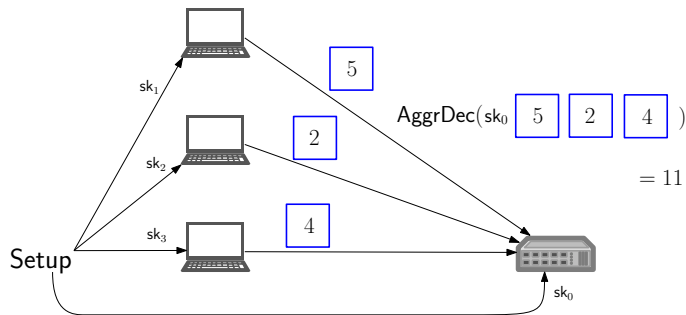 5
sk₁
AggrDec(sk₀ 5 2 4 )
2
sk₂
= 11
4
sk₃
Setup
sk₀